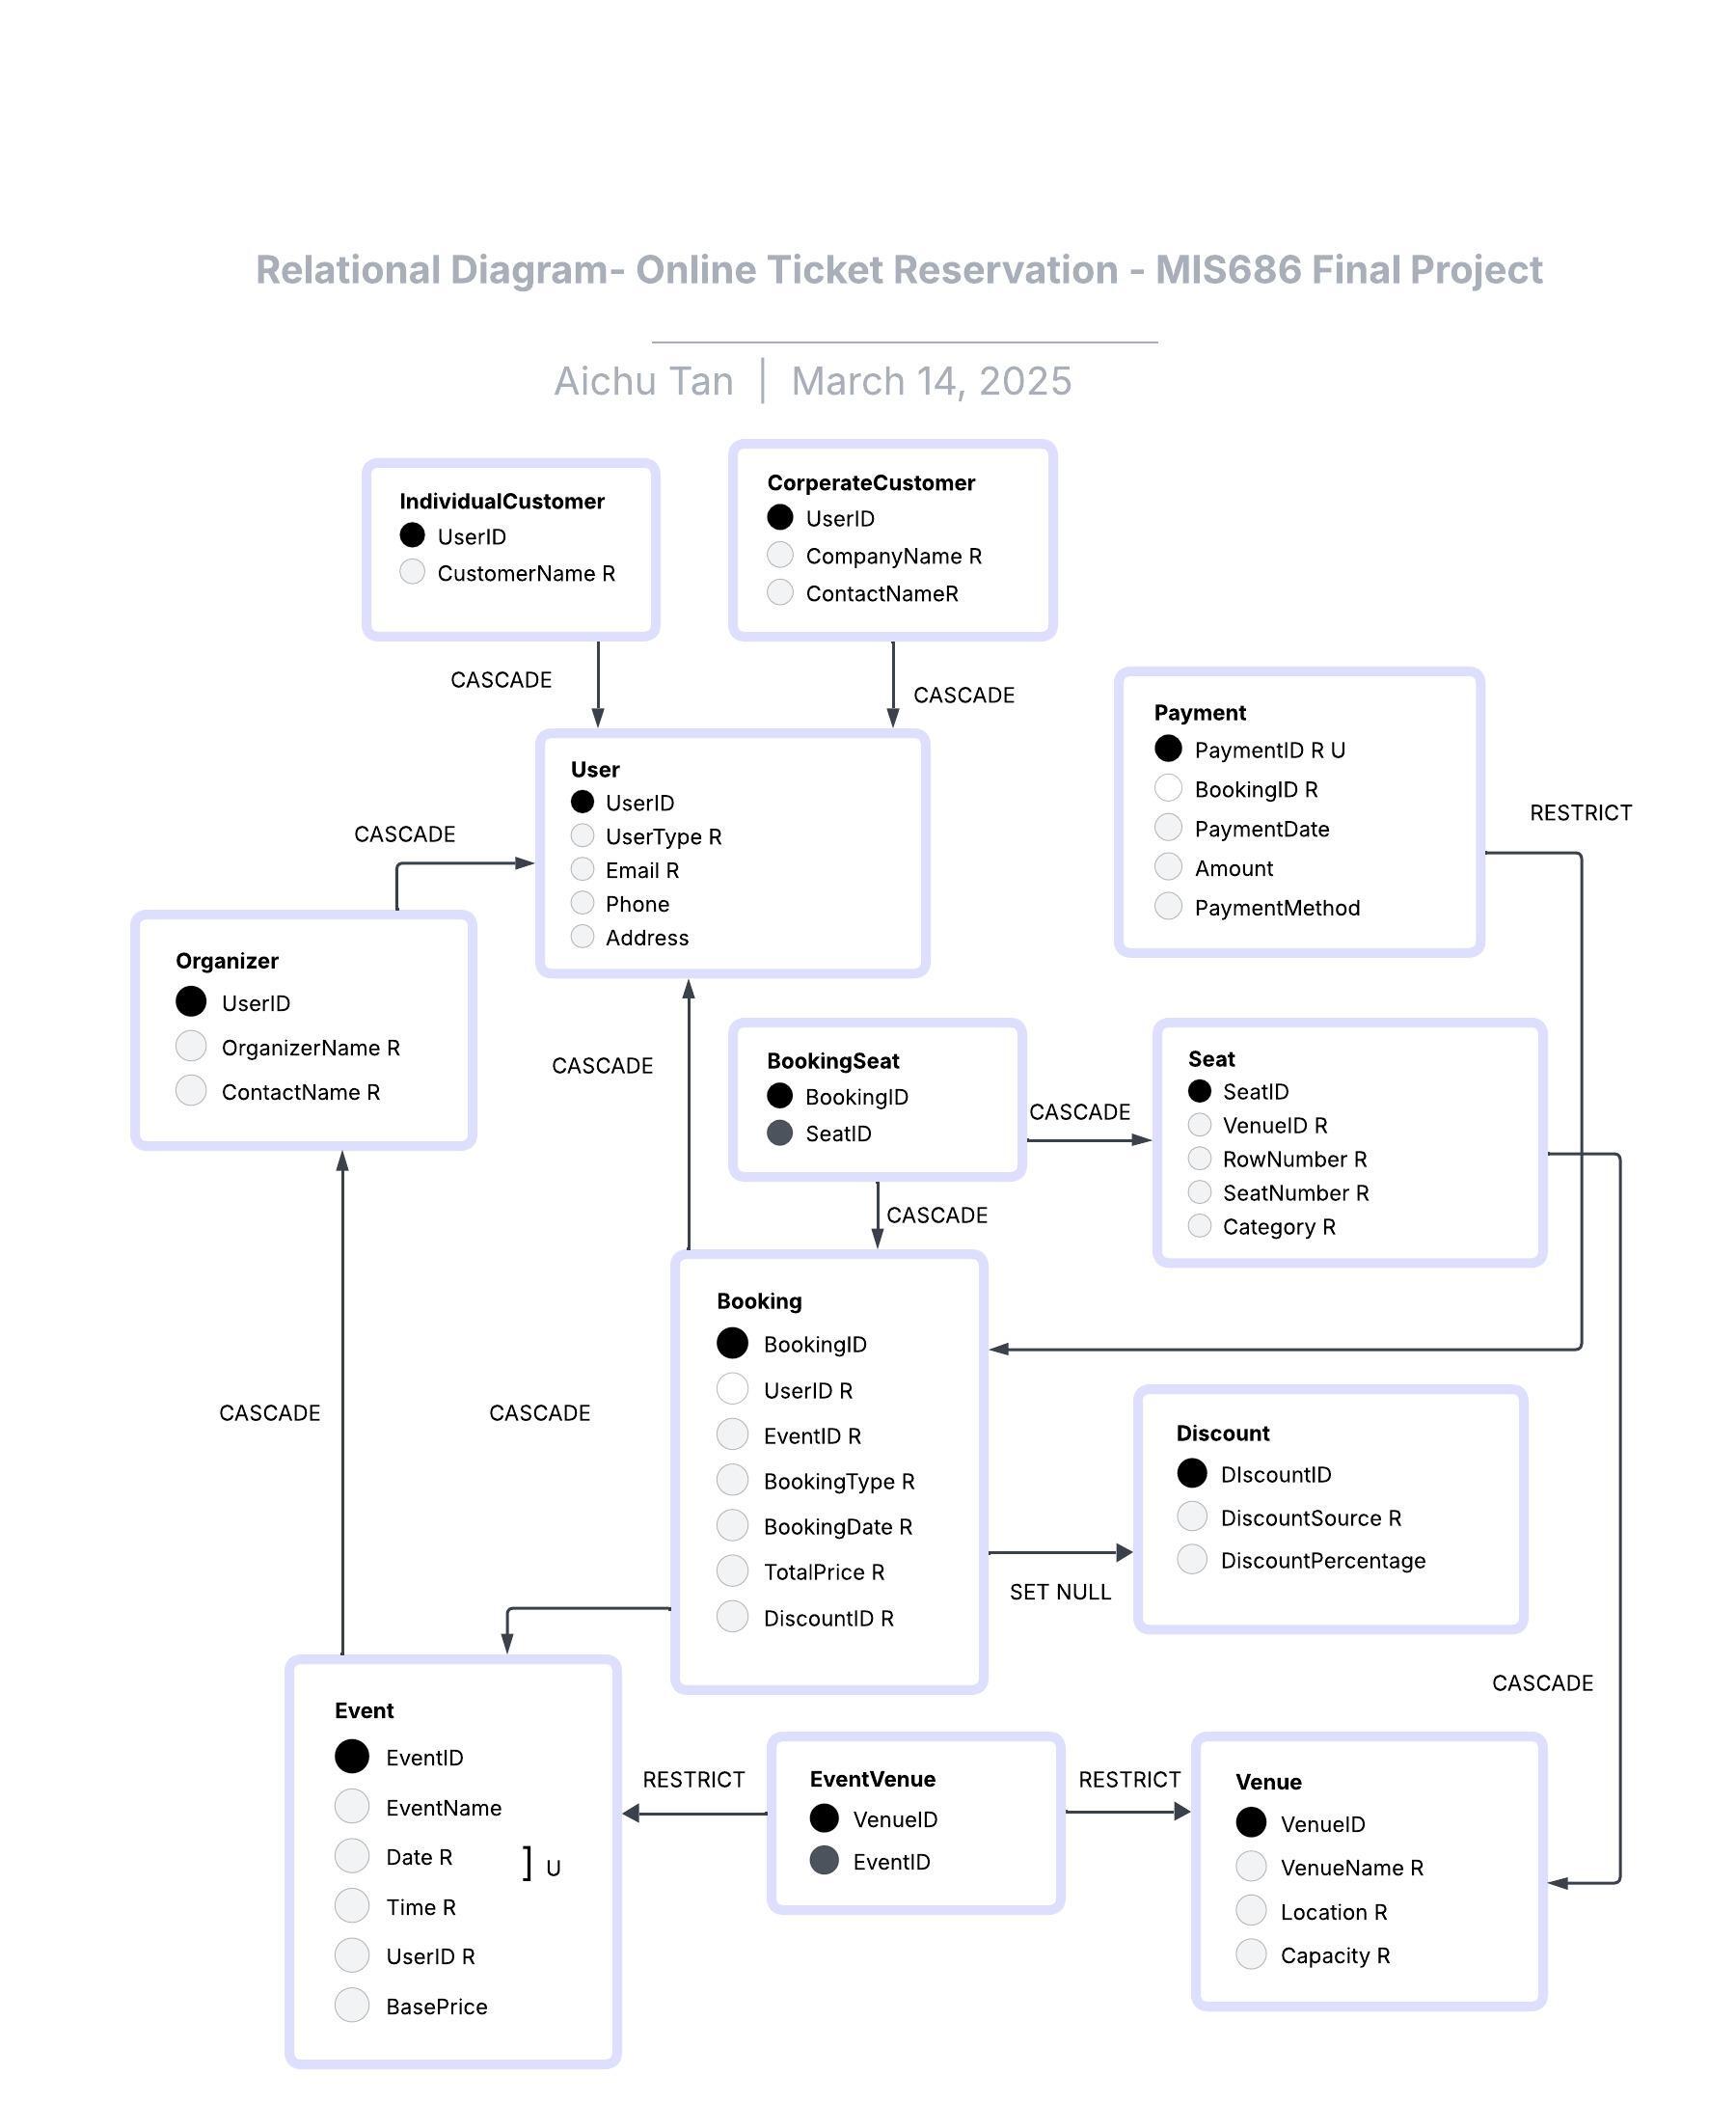 Relational Diagram- Online Ticket Reservation - MIS686 Final Project
Aichu Tan | March 14, 2025
IndividualCustomer
UserID
CustomerName R
CorperateCustomer
UserID
CompanyName R
ContactNameR
CASCADE
CASCADE
Payment
PaymentID R U
BookingID R
PaymentDate
Amount
PaymentMethod
RESTRICT
User
UserID
UserType R
Email R
Phone
Address
CASCADE
Organizer
UserID
OrganizerName R
ContactName R
CASCADE
BookingSeat
BookingID
SeatID
CASCADE
Seat
SeatID
VenueID R
RowNumber R
SeatNumber R
Category R
CASCADE
Booking
BookingID
UserID R
EventID R
BookingType R
BookingDate R
TotalPrice R
DiscountID R
CASCADE
CASCADE
Discount
DIscountID
DiscountSource R
DiscountPercentage
SET NULL
CASCADE
Event
EventID
EventName
Date R
Time R
UserID R
BasePrice
] U
RESTRICT
EventVenue
VenueID
EventID
RESTRICT
Venue
VenueID
VenueName R
Location R
Capacity R